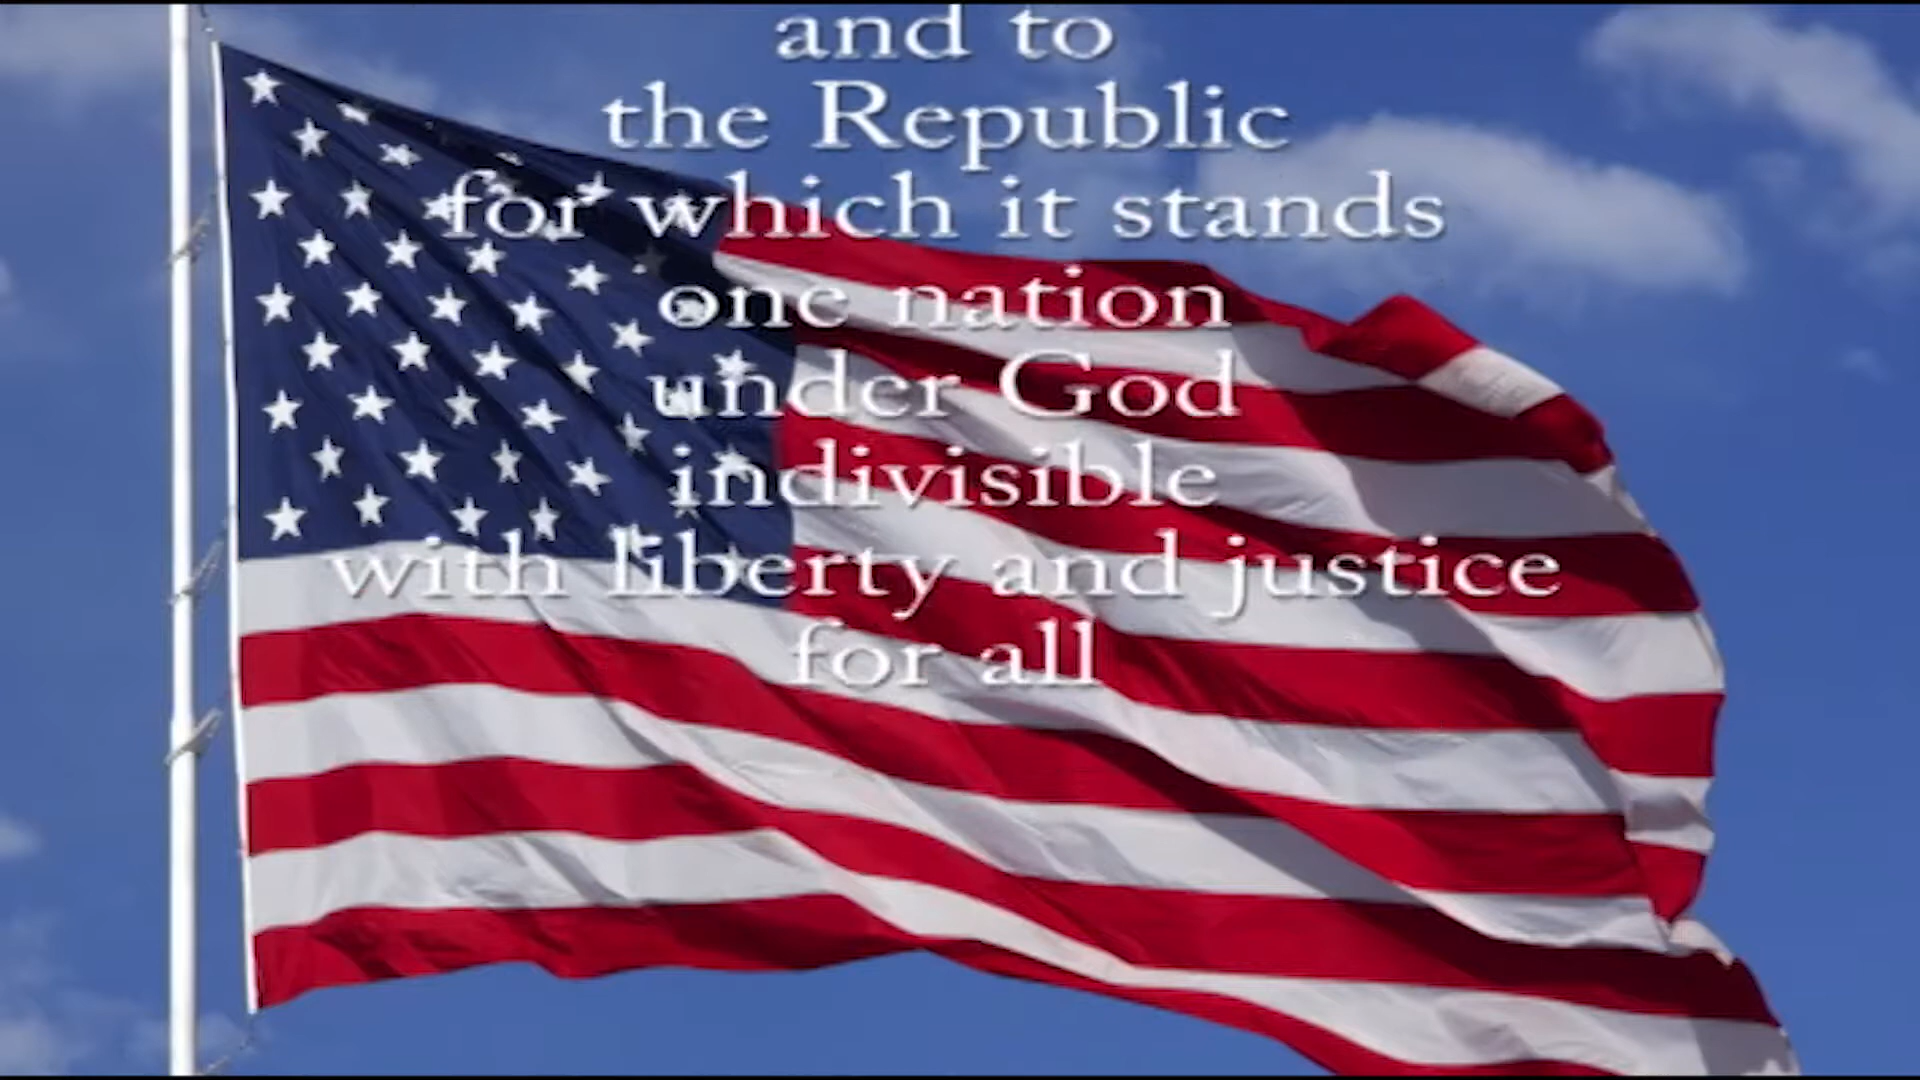 and to
the Republic
for which it stands
one nation
under God
indivisible
with liberty and justice
for all